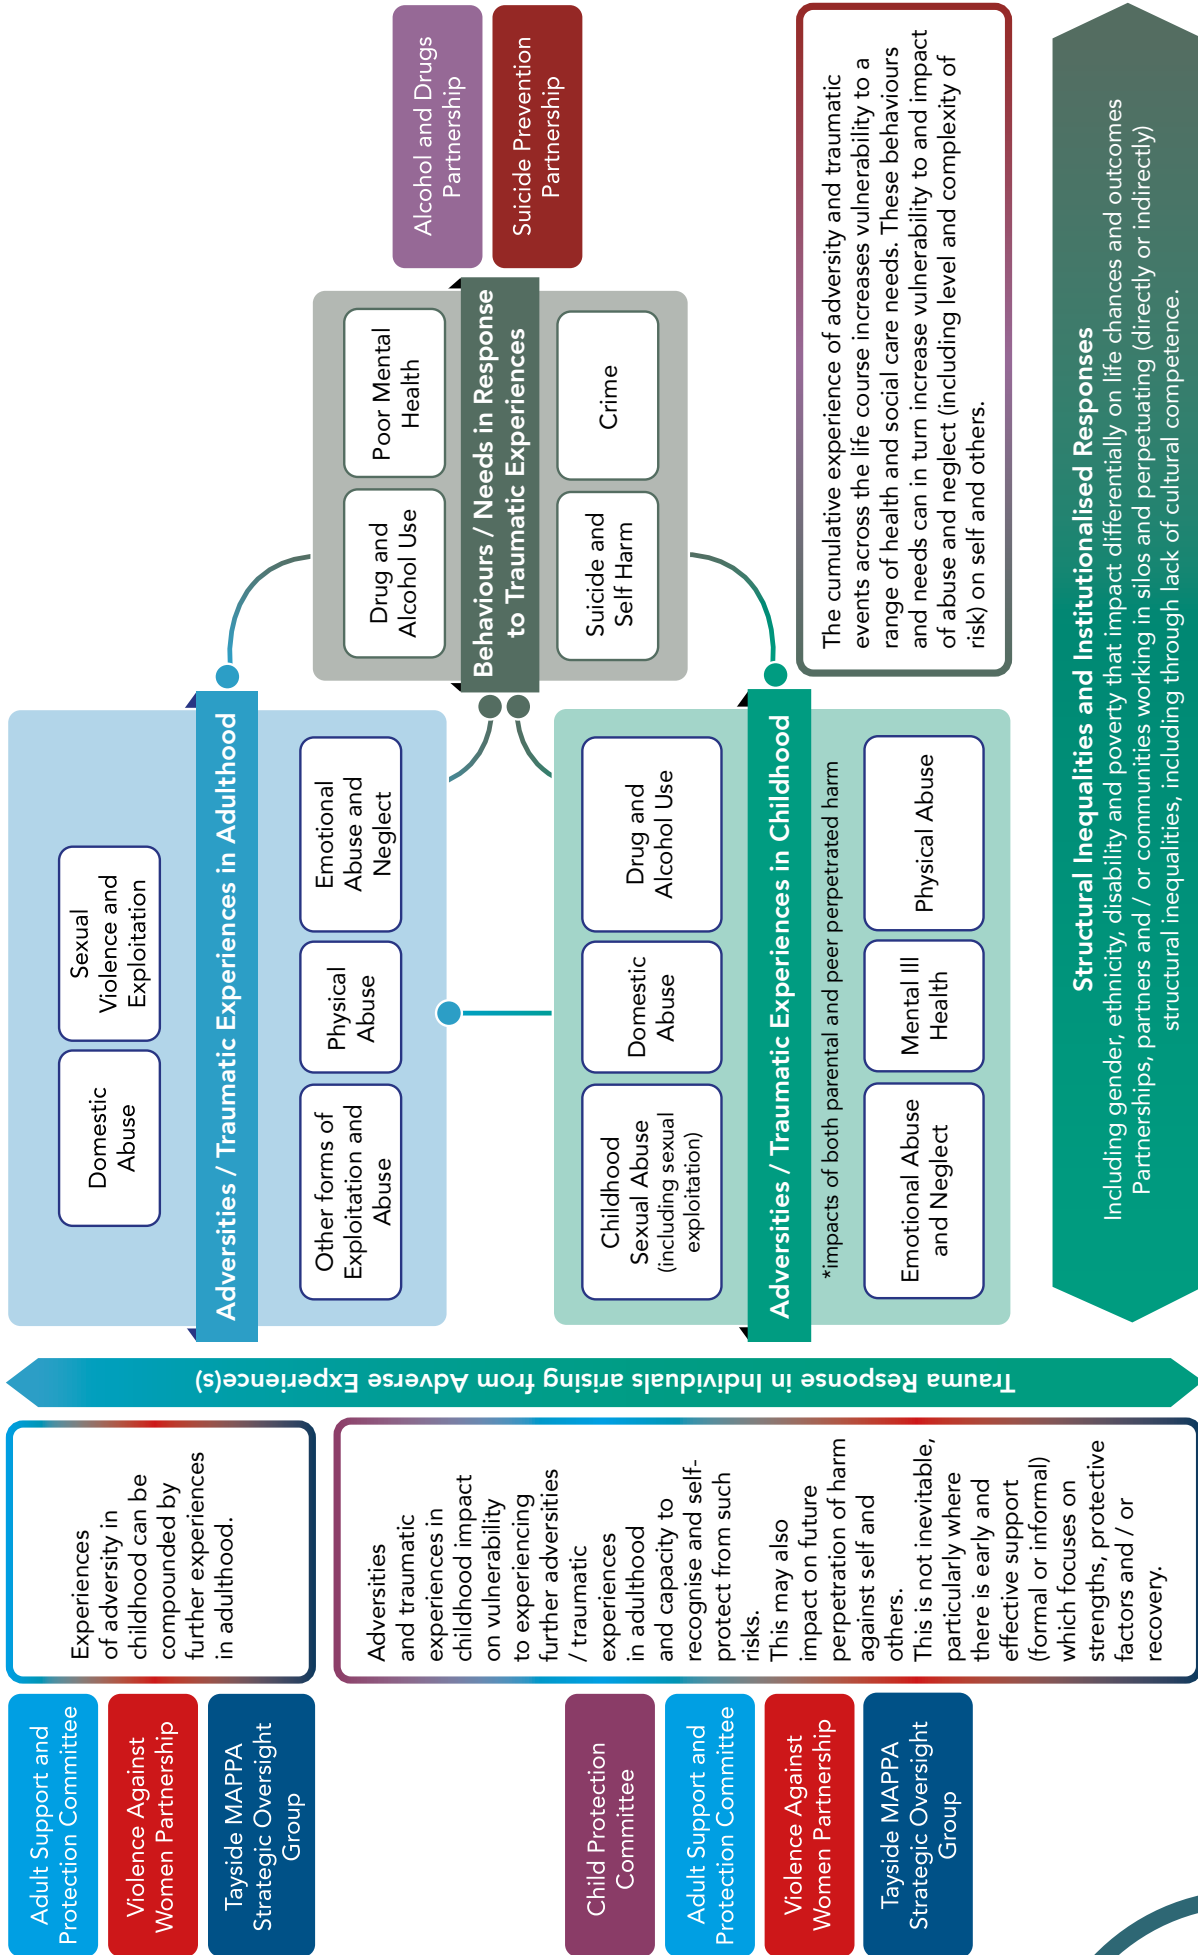 Adult Support and
Protection Committee
Violence Against
Women Partnership
Tayside MAPPA
Strategic Oversight
Group
Experiences
of adversity in
childhood can be
compounded by
further experiences
in adulthood.
Child Protection
Committee
Adult Support and
Protection Committee
Violence Against
Women Partnership
Tayside MAPPA
Strategic Oversight
Group
Adversities
and traumatic
experiences in
childhood impact
on vulnerability
to experiencing
further adversities
/ traumatic
experiences
in adulthood
and capacity to
recognise and self-
protect from such
risks.
This may also
impact on future
perpetration of harm
against self and
others.
This is not inevitable,
particularly where
there is early and
effective support
(formal or informal)
which focuses on
strengths, protective
factors and / or
recovery.
Trauma Response in Individuals arising from Adverse Experience(s)
Domestic
Abuse
Sexual
Violence and
Exploitation
Adversities / Traumatic Experiences in Adulthood
Other forms of
Exploitation and
Abuse
Physical
Abuse
Emotional
Abuse and
Neglect
Childhood
Sexual Abuse
(including sexual
exploitation)
Domestic
Abuse
Drug and
Alcohol Use
Adversities / Traumatic Experiences in Childhood
*impacts of both parental and peer perpetrated harm
Emotional Abuse
and Neglect
Mental Ill
Health
Physical Abuse
Drug and
Alcohol Use
Poor Mental
Health
Behaviours / Needs in Response
to Traumatic Experiences
Suicide and
Self Harm
Crime
Alcohol and Drugs
Partnership
Suicide Prevention
Partnership
The cumulative experience of adversity and traumatic
events across the life course increases vulnerability to a
range of health and social care needs. These behaviours
and needs can in turn increase vulnerability to and impact
of abuse and neglect (including level and complexity of
risk) on self and others.
Structural Inequalities and Institutionalised Responses
Including gender, ethnicity, disability and poverty that impact differentially on life chances and outcomes
Partnerships, partners and / or communities working in silos and perpetuating (directly or indirectly)
structural inequalities, including through lack of cultural competence.